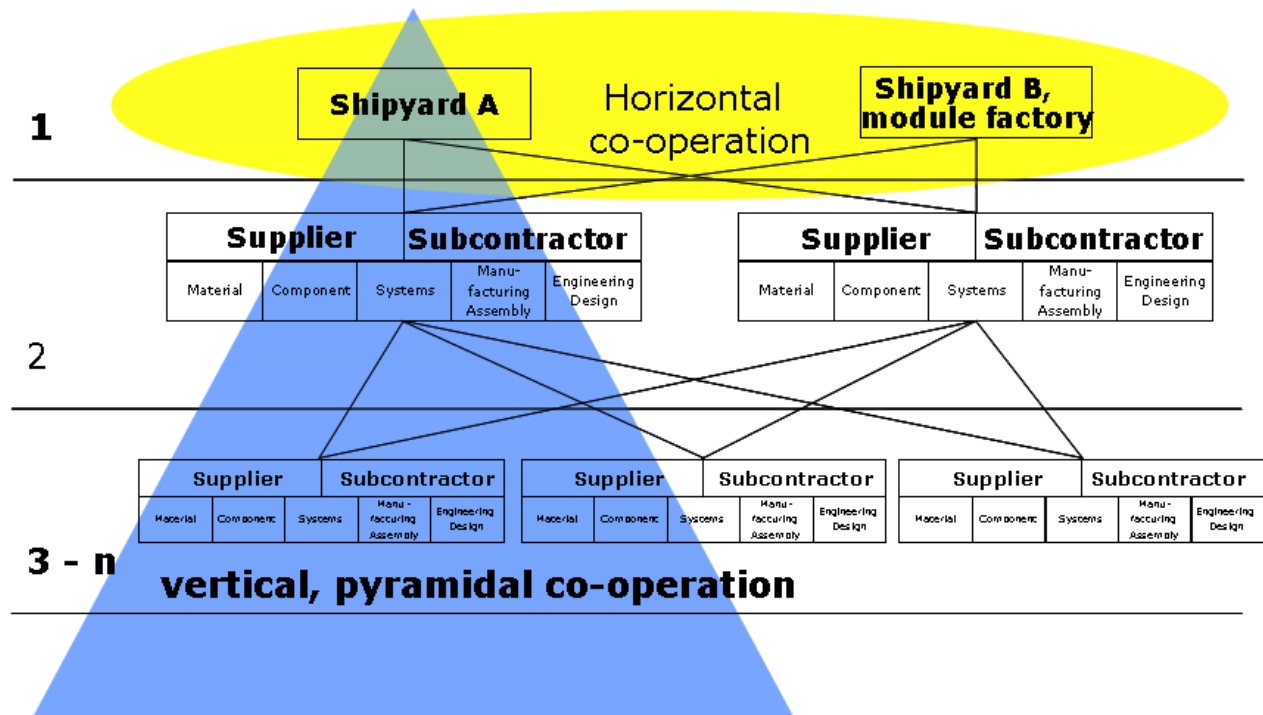 1
Shipyard A
Horizontal
co-operation
Shipyard B,
module factory
Supplier
Subcontractor
Material
Component
Systems
Manu-
facturing
Assembly
Engineering
Design
Supplier
Subcontractor
Material
Component
Systems
Manu-
facturing
Assembly
Engineering
Design
2
Supplier
Subcontractor
Material
Component
Systems
Manu-
facturing
Assembly
Engineering
Design
Supplier
Subcontractor
Material
Component
Systems
Manu-
facturing
Assembly
Engineering
Design
Supplier
Subcontractor
Material
Component
Systems
Manu-
facturing
Assembly
Engineering
Design
3 - n
vertical, pyramidal co-operation